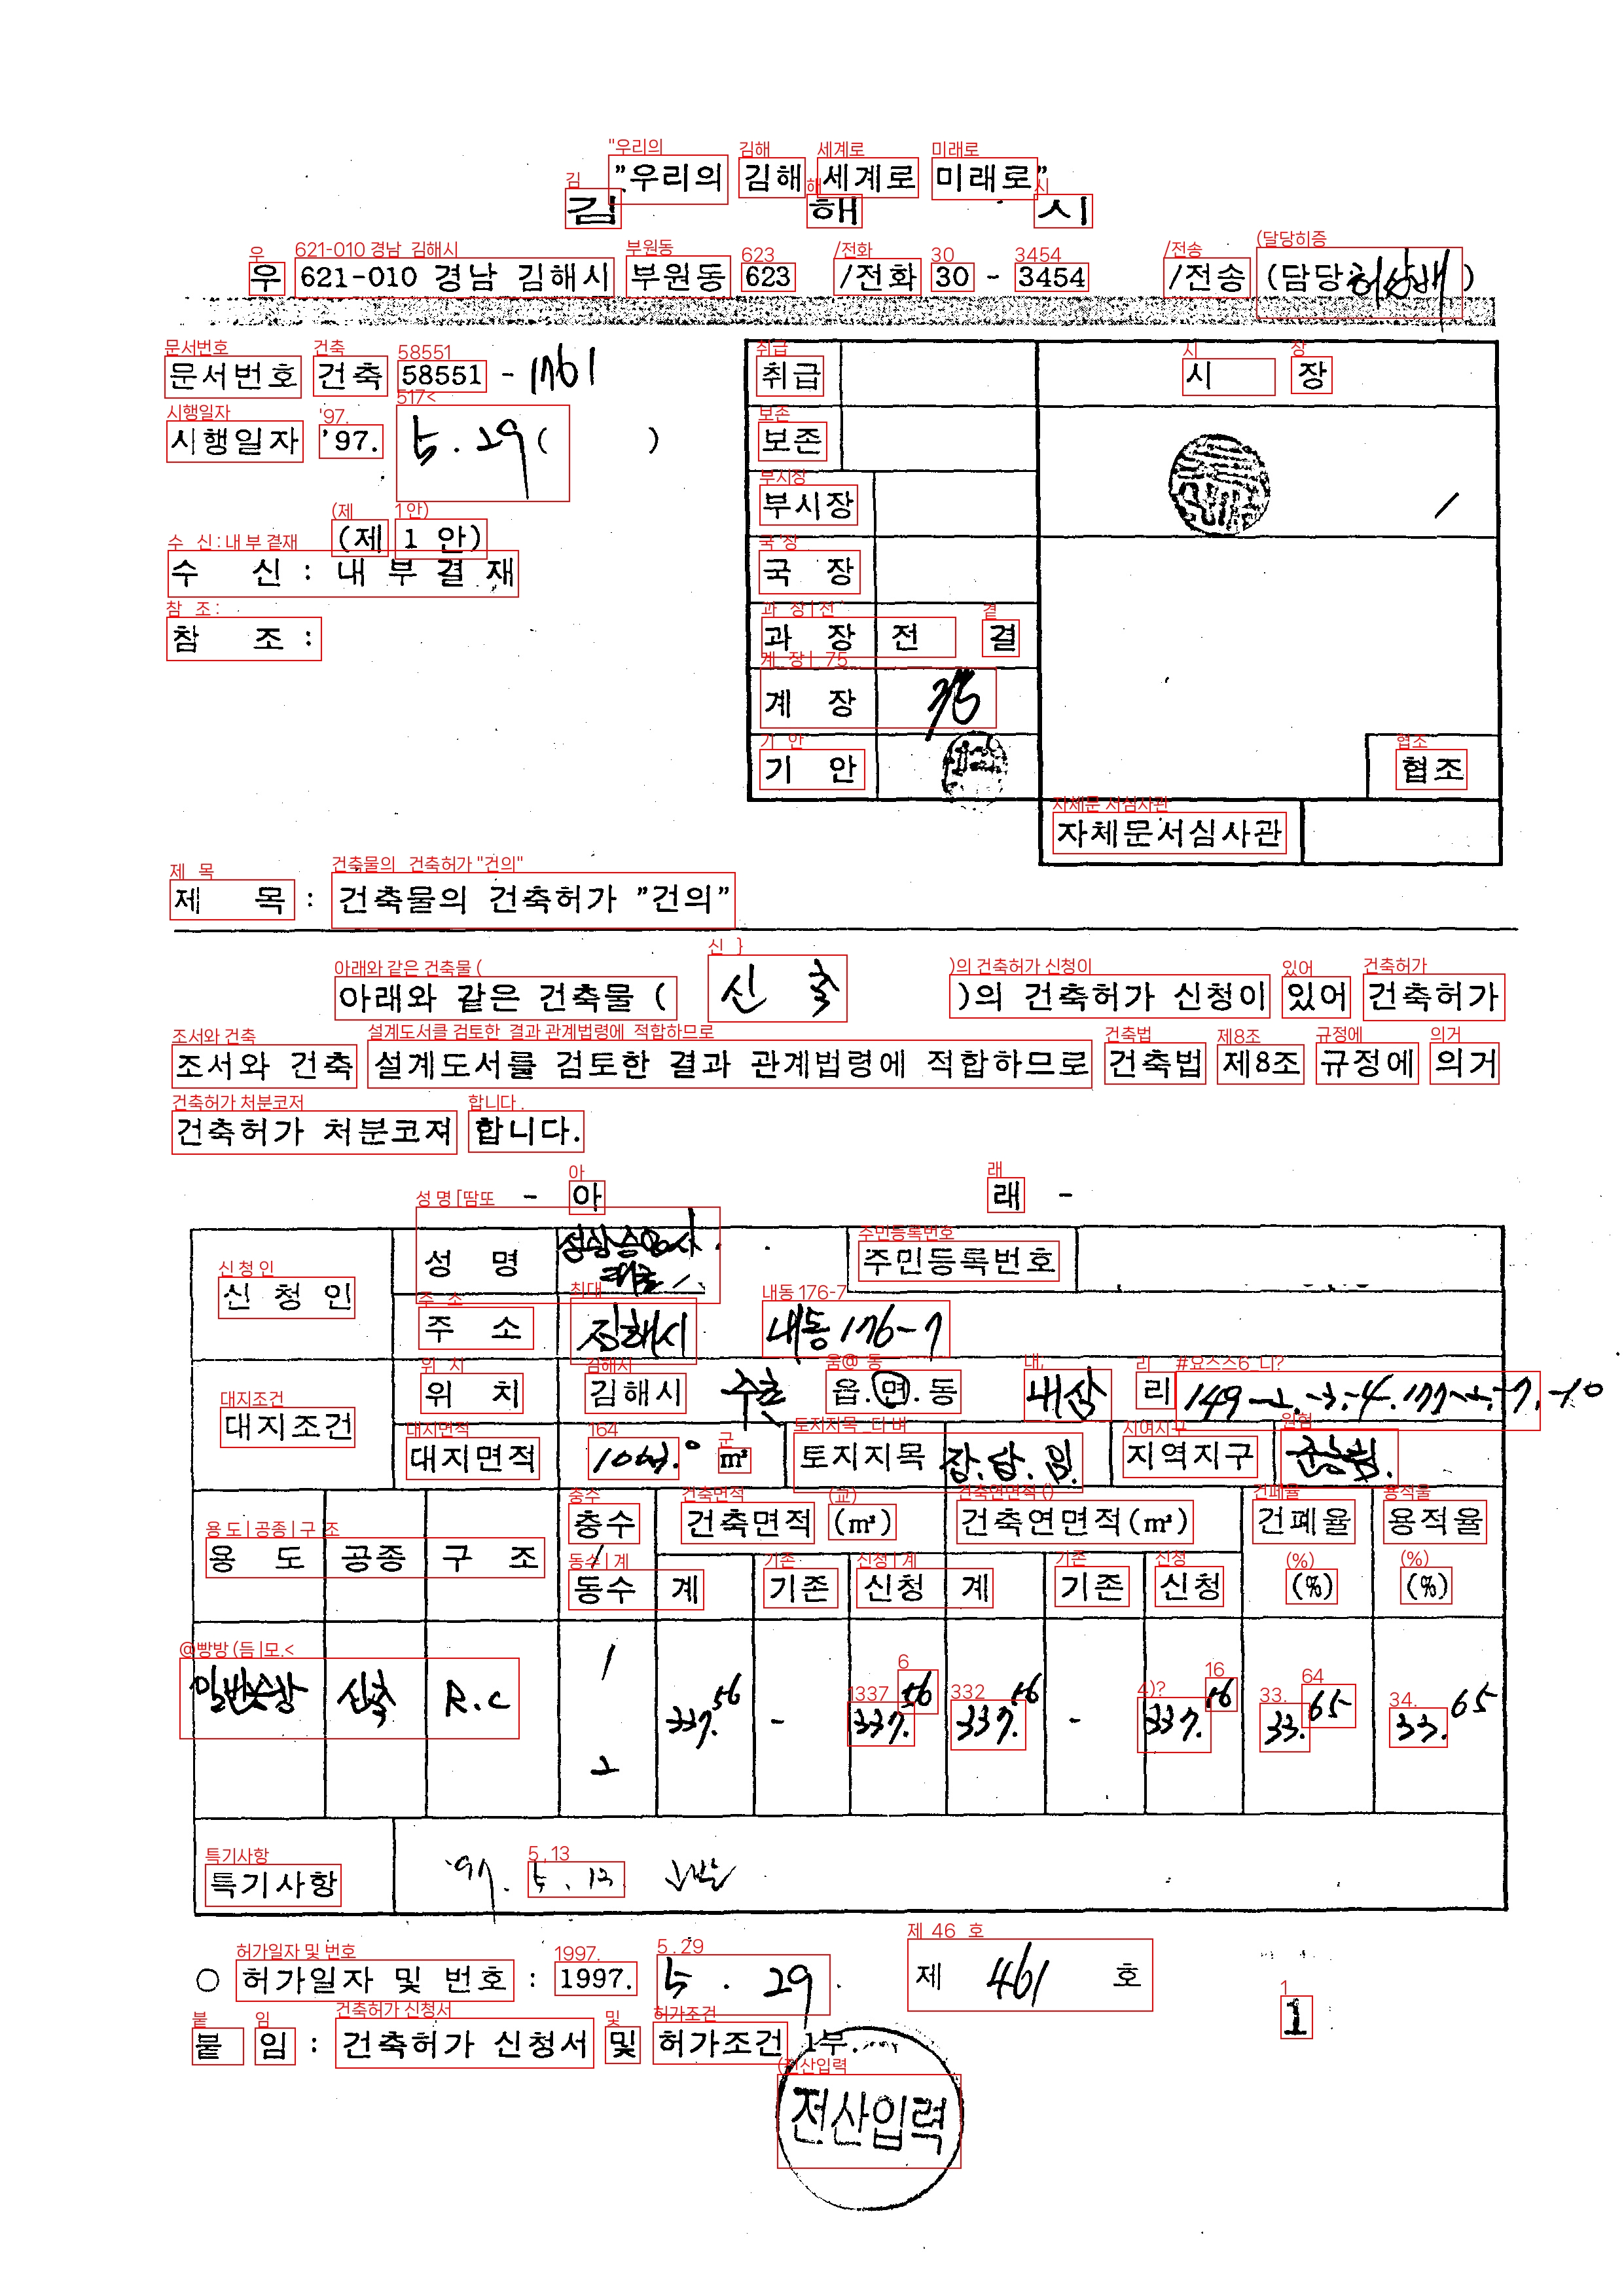 "우리의 김해 세계로 미래로"
김 해 시
우 621-010 경남 김해시 부원동 623 /전화 30 - 3454 /전송 (담당: 허상배)
문서번호 건축 58551 - 1761
시행일자 '97. 5. 29 ( )
(제 1 안)
수 신 : 내 부 결 재
참 조 :
취급 시 장
보존
부시장
국 장
과 장 전 결
계 장
기 안 협조
자체문서심사관
제 목 : 건축물의 건축허가 "건의"
아래와 같은 건축물 ( 신 축 )의 건축허가 신청이 있어 건축허가
조서와 건축 설계도서를 검토한 결과 관계법령에 적합하므로 건축법 제8조 규정에 의거
건축허가 처분코져 합니다.
- 아 래 -
신 청 인 성 명 주민등록번호
주 소 김해시 내동 176-7
대지조건 위 치 김해시 주촌 읍.면.동 내삼 리 149-2.-3.-4. 177-2.-7.-10
대지면적 m² 토지지목 장.답.임. 지역지구 준농림.
용 도 공종 구 조 층수/동수 건축면적 (m²) 건축연면적(m²) 건폐율 (%) 용적율 (%)
계 기존 신청 계 기존 신청
신축 R.C 1 2 337.56 - 337.56 337.56 - 337.56 33.65 33.65
특기사항 '97. 5. 13
○ 허가일자 및 번호 : 1997. 5 . 29 . 제 461 호
붙 임 : 건축허가 신청서 및 허가조건 1부.
1
전산입력